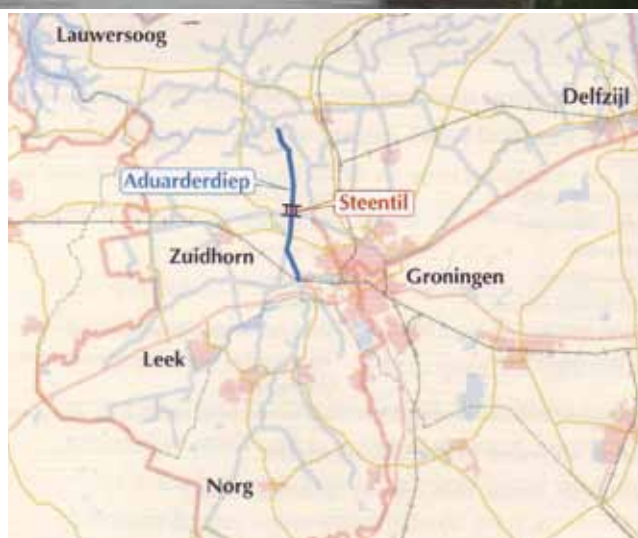 Lauwersoog
Delfzijl
Aduarderdiep
Steentil
Zuidhorn
Groningen
Leek
Norg